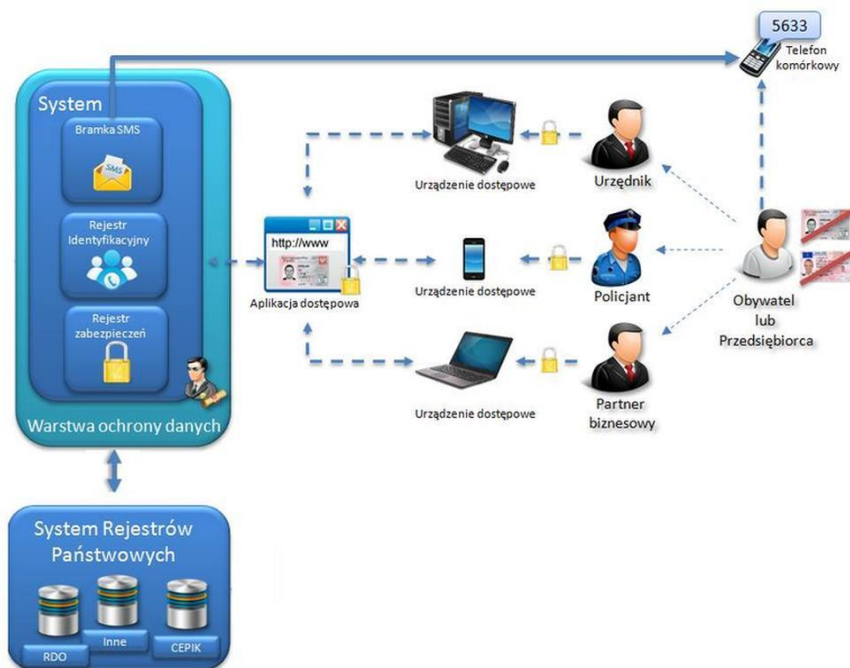 5633
Telefon
komórkowy
System
Bramka SMS
SMS
Rejestr
Identyfikacyjny
Rejestr
zabezpieczeń
Warstwa ochrony danych
http://www
Aplikacja dostępowa
Urządzenie dostępowe
Urzędnik
Urządzenie dostępowe
Policjant
Urządzenie dostępowe
Partner
biznesowy
Obywatel
lub
Przedsiębiorca
System Rejestrów
Państwowych
RDO
Inne
CEPIK